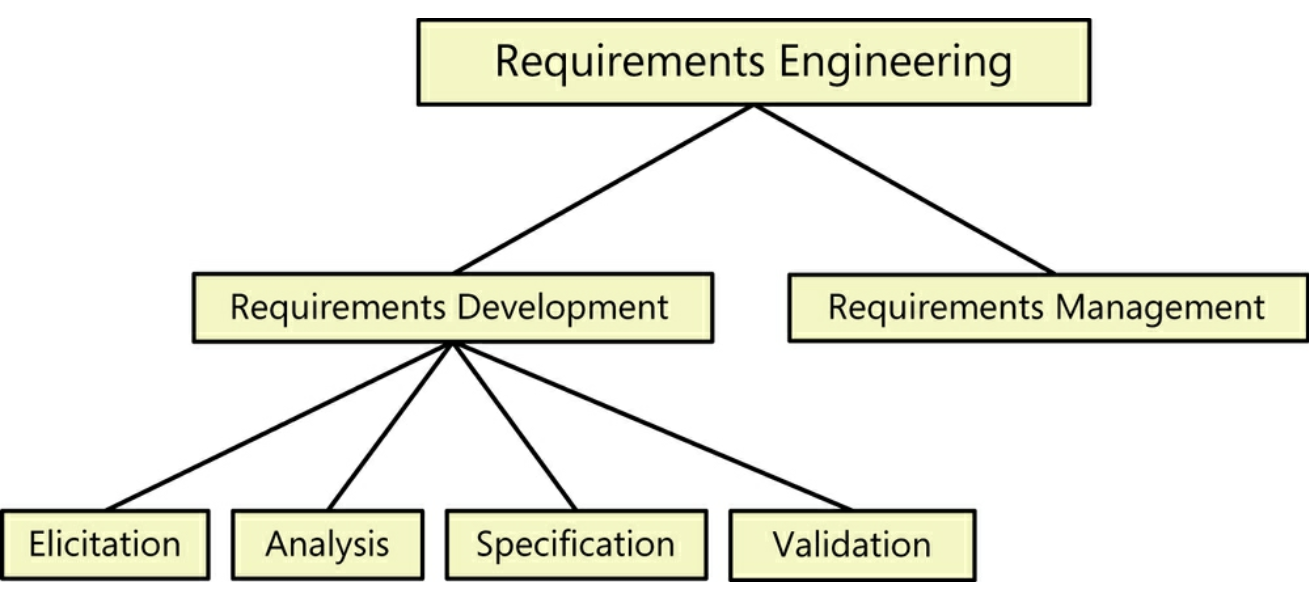 Requirements Engineering
Requirements Development
Requirements Management
Elicitation
Analysis
Specification
Validation